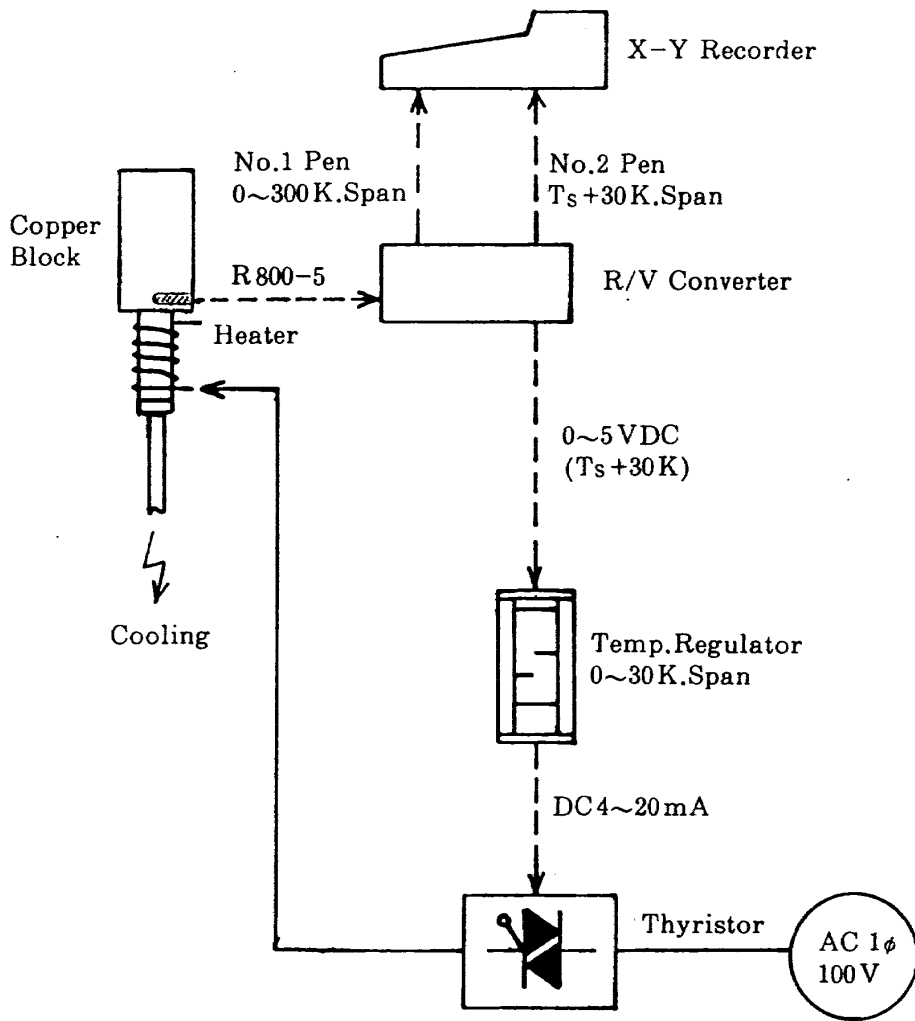 X-Y Recorder
No.1 Pen
0~300K.Span
No.2 Pen
Ts+30K.Span
Copper
Block
R800-5
R/V Converter
Heater
0~5VDC
(Ts+30K)
Cooling
Temp.Regulator
0~30K.Span
DC4~20mA
Thyristor
AC 1φ
100V